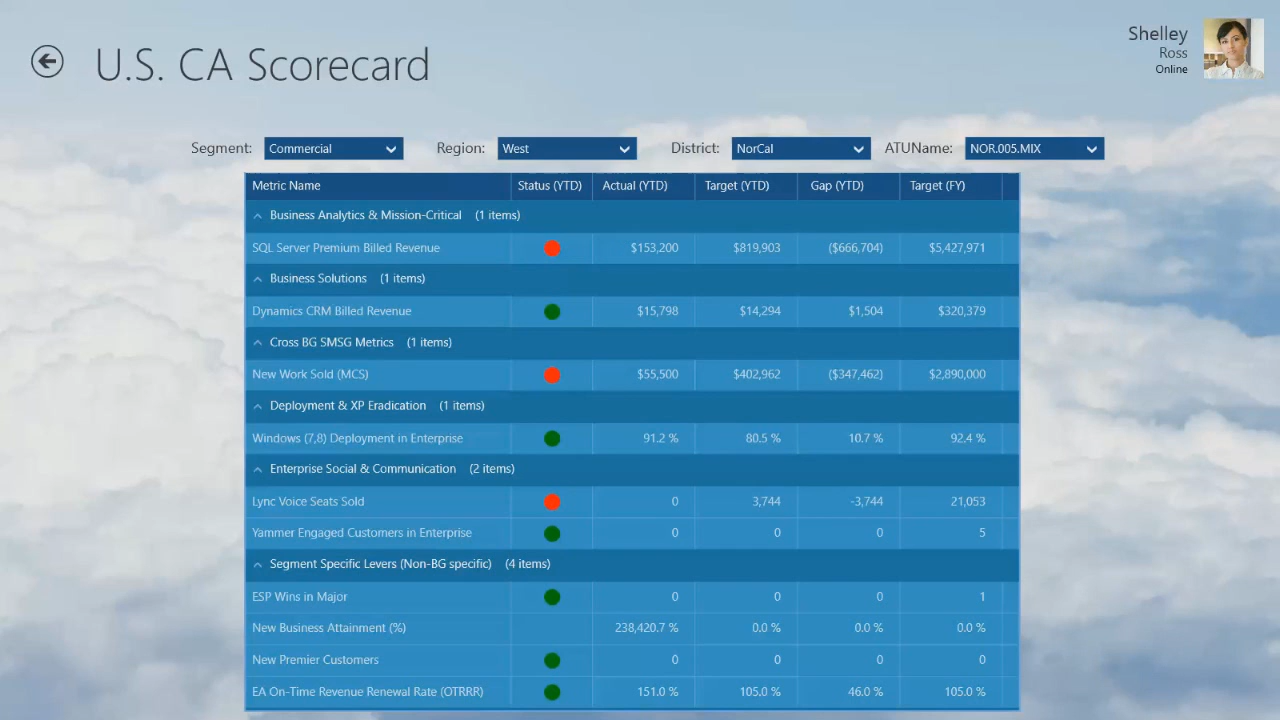 U.S. CA Scorecard
Shelley
Ross
Online
Segment: Commercial Region: West District: NorCal ATUName: NOR.005.MIX
Metric Name Status (YTD) Actual (YTD) Target (YTD) Gap (YTD) Target (FY)
Business Analytics & Mission-Critical (1 items)
SQL Server Premium Billed Revenue $153,200 $819,903 ($666,704) $5,427,971
Business Solutions (1 items)
Dynamics CRM Billed Revenue $15,798 $14,294 $1,504 $320,379
Cross BG SMSG Metrics (1 items)
New Work Sold (MCS) $55,500 $402,962 ($347,462) $2,890,000
Deployment & XP Eradication (1 items)
Windows (7,8) Deployment in Enterprise 91.2 % 80.5 % 10.7 % 92.4 %
Enterprise Social & Communication (2 items)
Lync Voice Seats Sold 0 3,744 -3,744 21,053
Yammer Engaged Customers in Enterprise 0 0 0 5
Segment Specific Levers (Non-BG specific) (4 items)
ESP Wins in Major 0 0 0 1
New Business Attainment (%) 238,420.7 % 0.0 % 0.0 % 0.0 %
New Premier Customers 0 0 0 0
EA On-Time Revenue Renewal Rate (OTRRR) 151.0 % 105.0 % 46.0 % 105.0 %